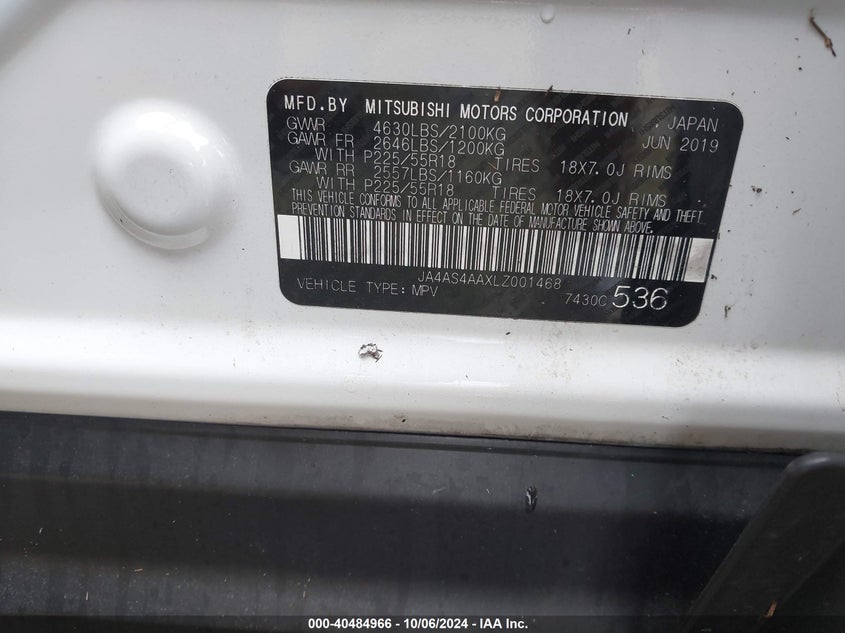 MFD.BY MITSUBISHI MOTORS CORPORATION JAPAN
GVWR 4630LBS/2100KG JUN 2019
GAWR FR 2646LBS/1200KG
WITH P225/55R18 TIRES 18X7.0J RIMS
GAWR RR 2557LBS/1160KG
WITH P225/55R18 TIRES 18X7.0J RIMS
THIS VEHICLE CONFORMS TO ALL APPLICABLE FEDERAL MOTOR VEHICLE SAFETY AND THEFT
PREVENTION STANDARDS IN EFFECT ON THE DATE OF MANUFACTURE SHOWN ABOVE.
JA4AS4AAXLZ001468
VEHICLE TYPE: MPV 7430C 536
000-40484966 - 10/06/2024 - IAA Inc.